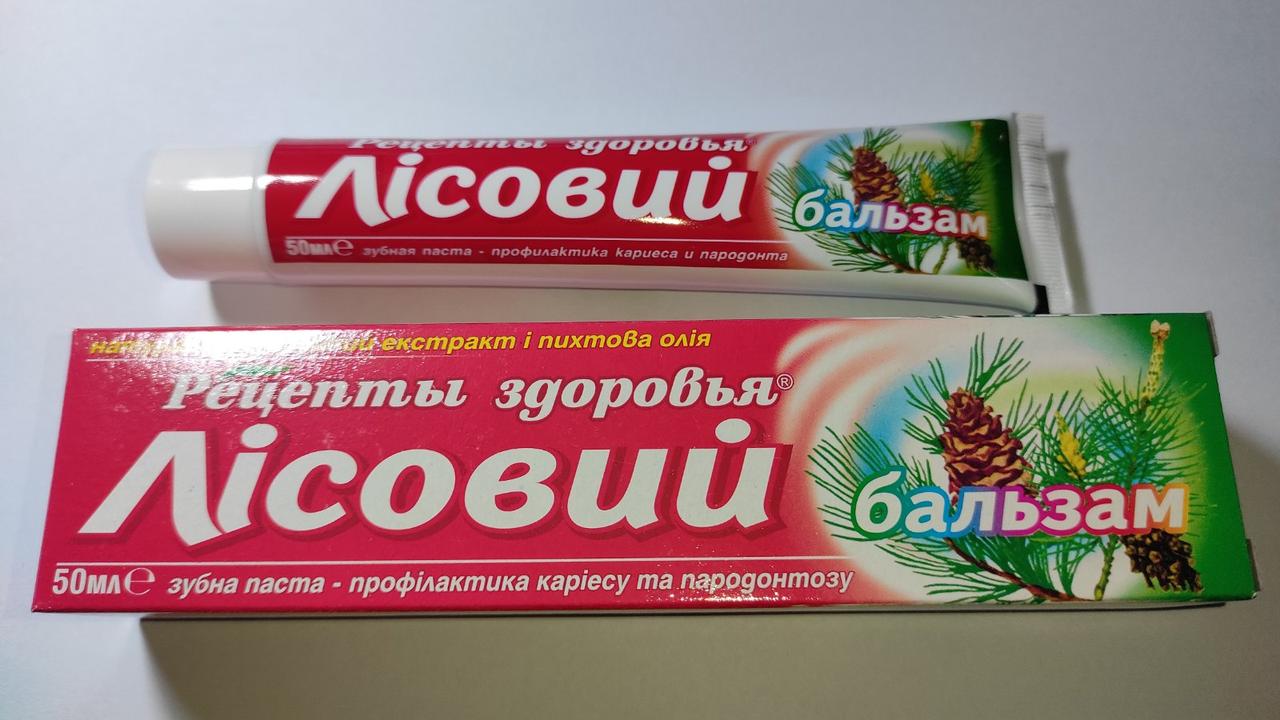 Рецепты здоровья
Лісовий
бальзам
50мл℮ зубная паста - профилактика кариеса и пародонта
екстракт і пихтова олія
Рецепты здоровья®
Лісовий
бальзам
50мл℮ зубна паста - профілактика каріесу та пародонтозу